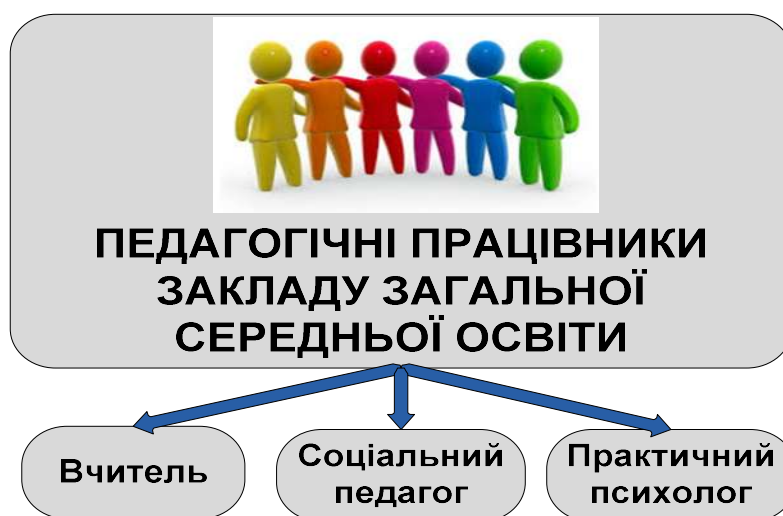 ПЕДАГОГІЧНІ ПРАЦІВНИКИ
ЗАКЛАДУ ЗАГАЛЬНОЇ
СЕРЕДНЬОЇ ОСВІТИ
Вчитель
Соціальний
педагог
Практичний
психолог